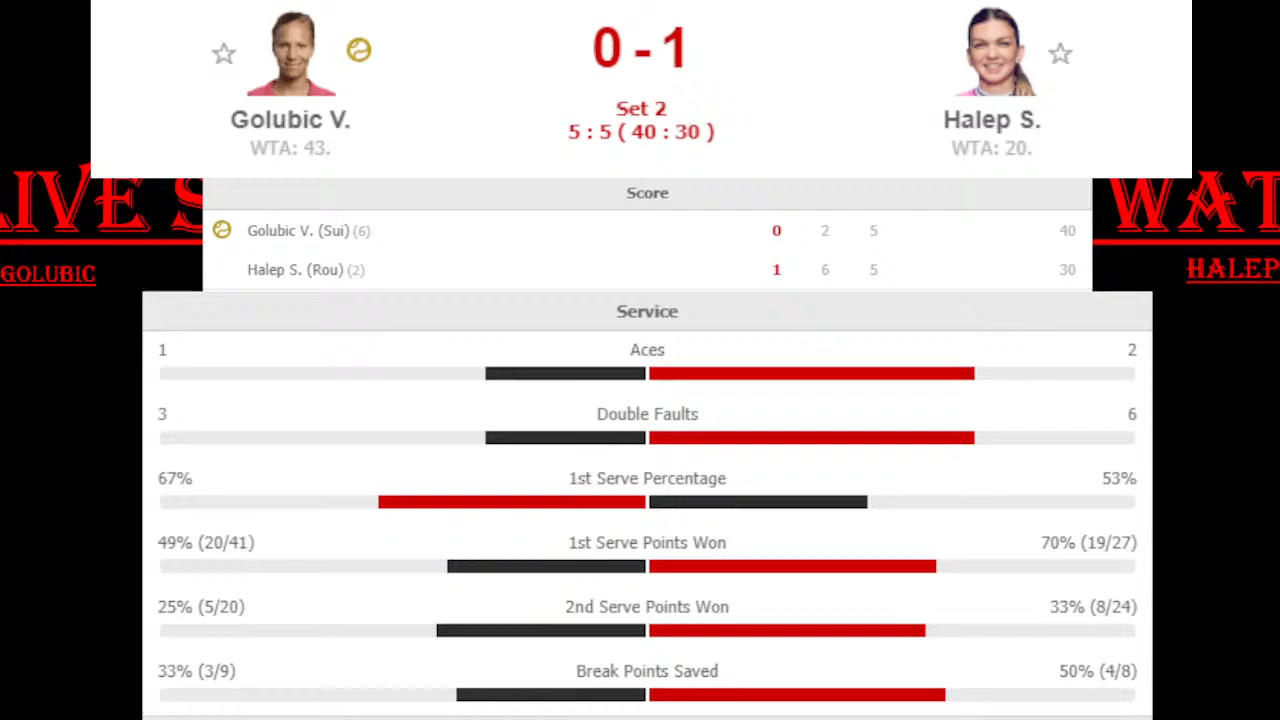 0 - 1
Set 2
5 : 5 ( 40 : 30 )
Golubic V.
WTA: 43.
Halep S.
WTA: 20.
LIVE S
WAT
GOLUBIC
HALEP
Score
Golubic V. (Sui) (6) 0 2 5 40
Halep S. (Rou) (2) 1 6 5 30
Service
1 Aces 2
3 Double Faults 6
67% 1st Serve Percentage 53%
49% (20/41) 1st Serve Points Won 70% (19/27)
25% (5/20) 2nd Serve Points Won 33% (8/24)
33% (3/9) Break Points Saved 50% (4/8)